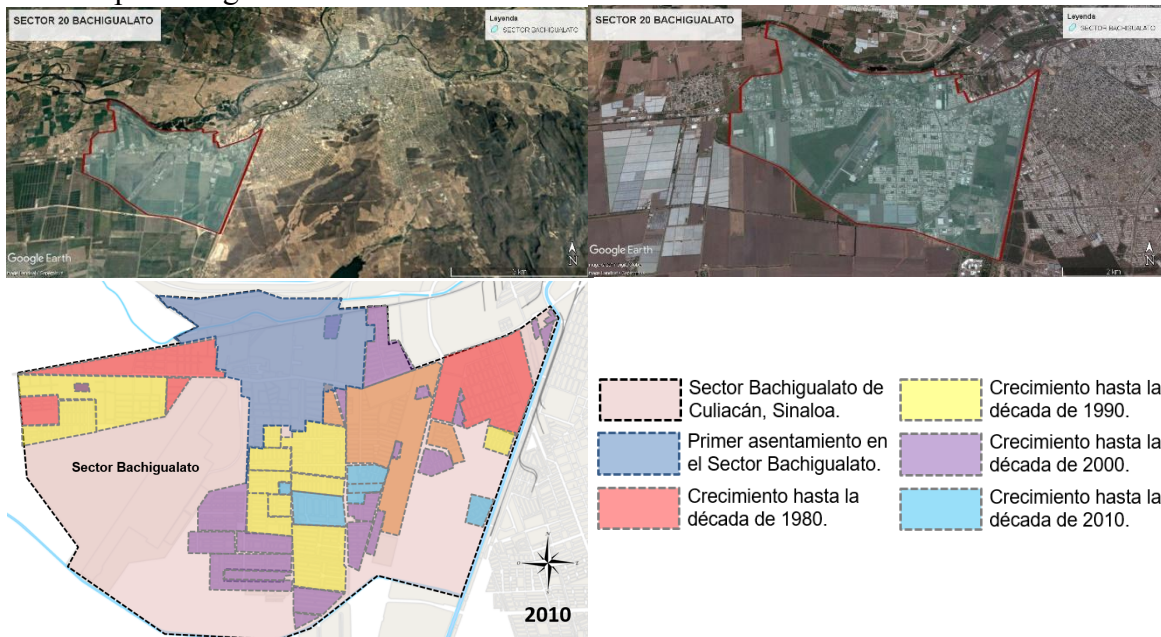 SECTOR 20 BACHIGUALATO
Leyenda
SECTOR BACHIGUALATO
Google Earth
N
SECTOR 20 BACHIGUALATO
Leyenda
SECTOR BACHIGUALATO
Google Earth
2 km
N
Sector Bachigualato
N
2010
Sector Bachigualato de
Culiacán, Sinaloa.
Primer asentamiento en
el Sector Bachigualato.
Crecimiento hasta la
década de 1980.
Crecimiento hasta la
década de 1990.
Crecimiento hasta la
década de 2000.
Crecimiento hasta la
década de 2010.